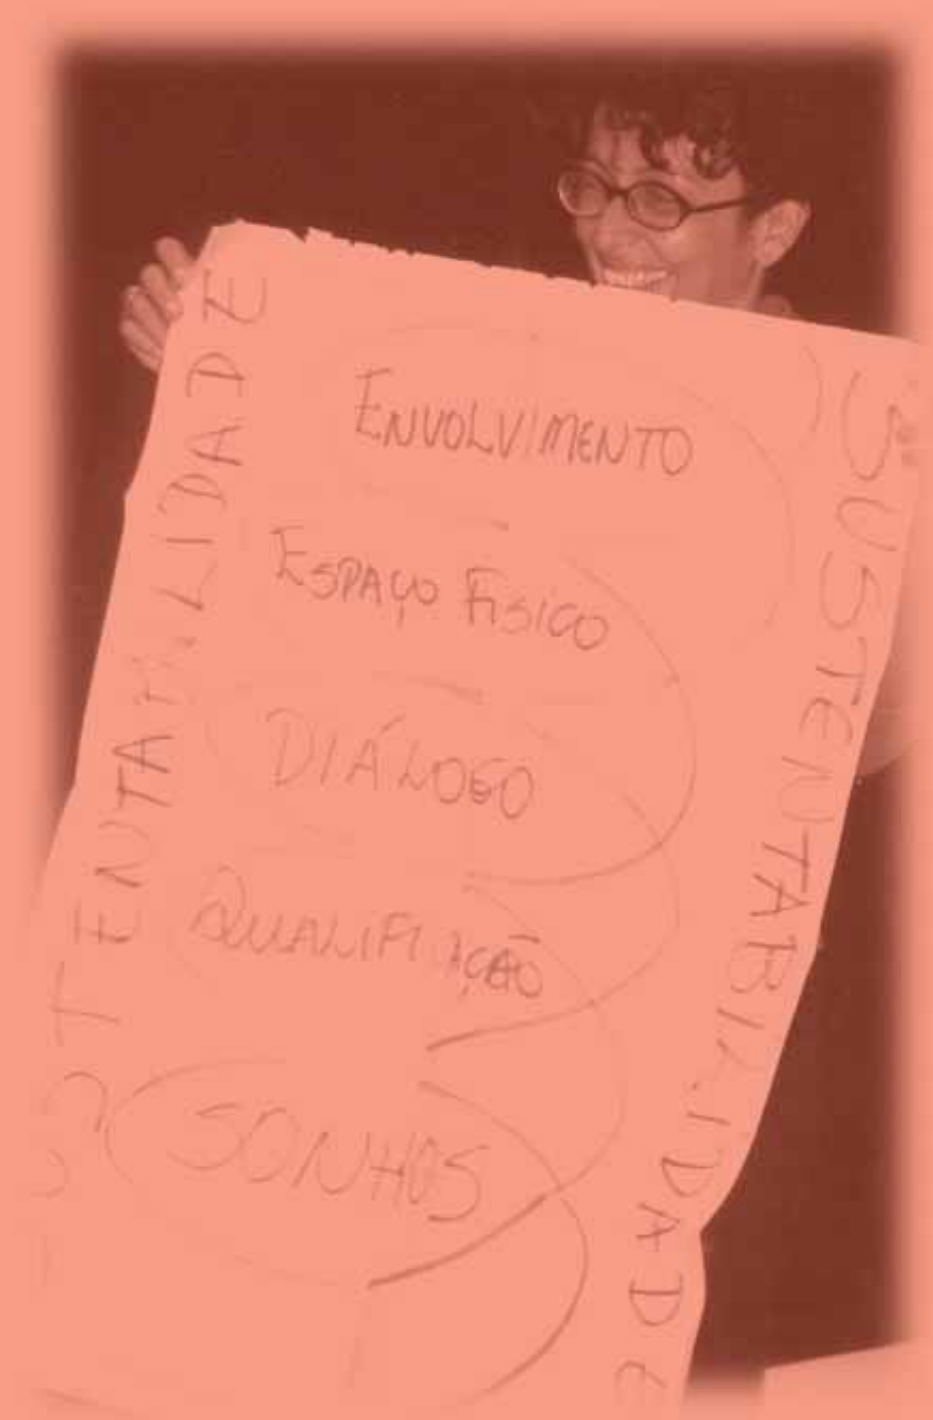 ENVOLVIMENTO
ESPAÇO FÍSICO
DIÁLOGO
QUALIFICAÇÃO
SONHOS
SUSTENTABILIDADE
SUSTENTABILIDADE